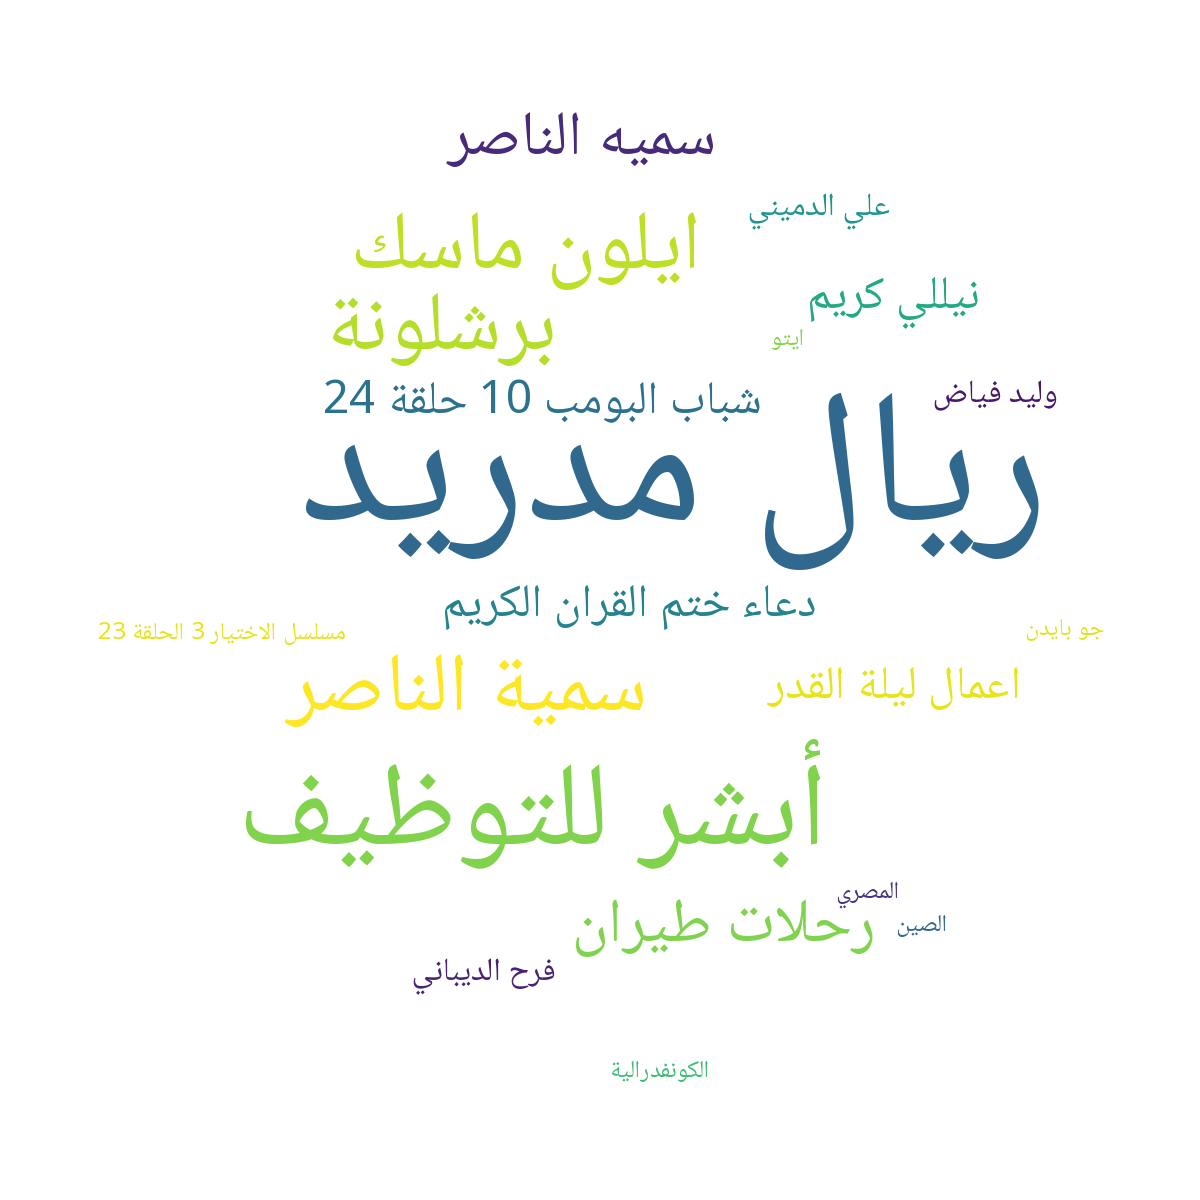 سميه الناصر
علي الدميني
ايلون ماسك
نيللي كريم
برشلونة
ايتو
وليد فياض
شباب البومب 10 حلقة 24
ريال مدريد
دعاء ختم القران الكريم
جو بايدن
مسلسل الاختيار 3 الحلقة 23
اعمال ليلة القدر
سمية الناصر
أبشر للتوظيف
المصري
رحلات طيران
الصين
فرح الديباني
الكونفدرالية